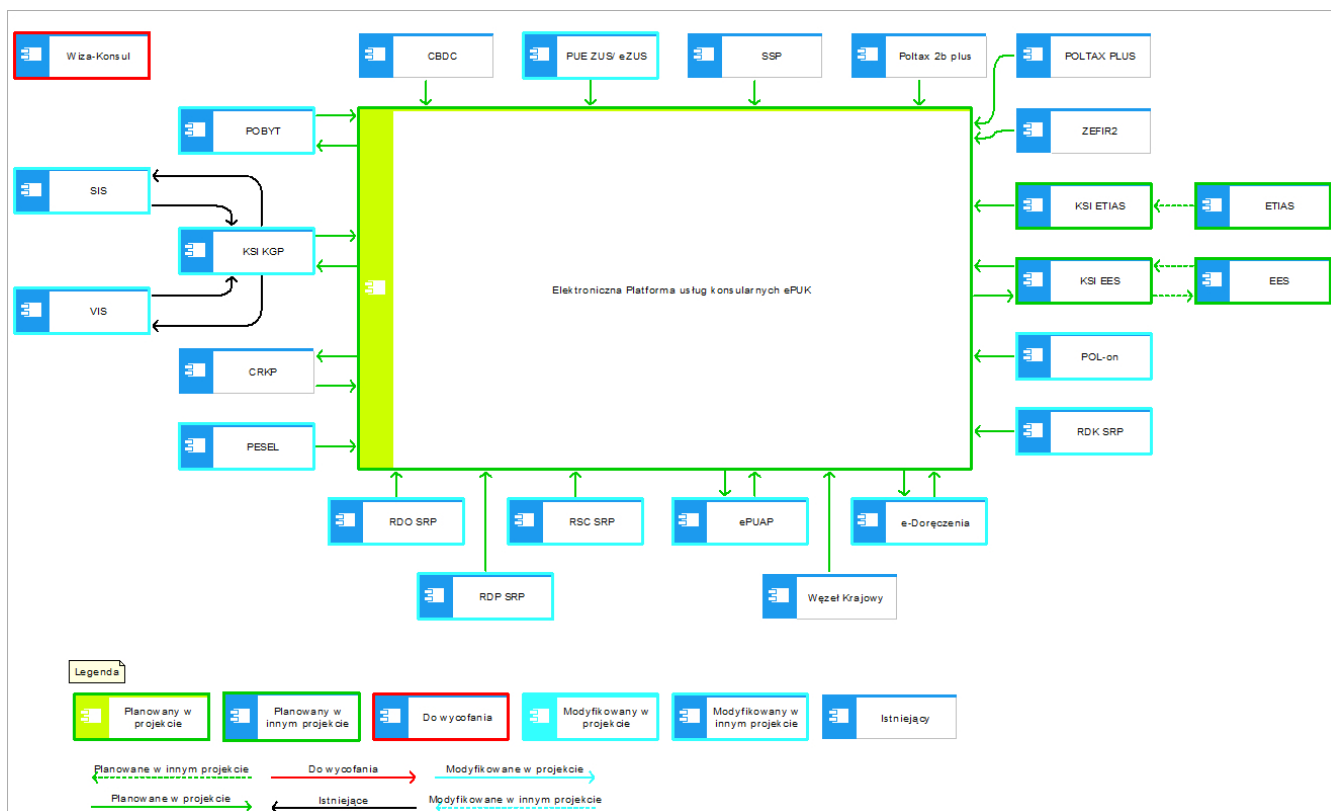 Wiza-Konsul
CBDC
PUE ZUS/ eZUS
SSP
Poltax 2b plus
POLTAX PLUS
POBYT
ZEFIR2
SIS
KSI ETIAS
ETIAS
KSI KGP
KSI EES
EES
Elektroniczna Platforma usług konsularnych ePUK
VIS
POL-on
CRKP
PESEL
RDK SRP
RDO SRP
RSC SRP
ePUAP
e-Doręczenia
RDP SRP
Węzeł Krajowy
Legenda
Planowany w
projekcie
Planowany w
innym projekcie
Do wycofania
Modyfikowany w
projekcie
Modyfikowany w
innym projekcie
Istniejący
Planowane w innym projekcie
Do wycofania
Modyfikowane w projekcie
Planowane w projekcie
Istniejące
Modyfikowane w innym projekcie